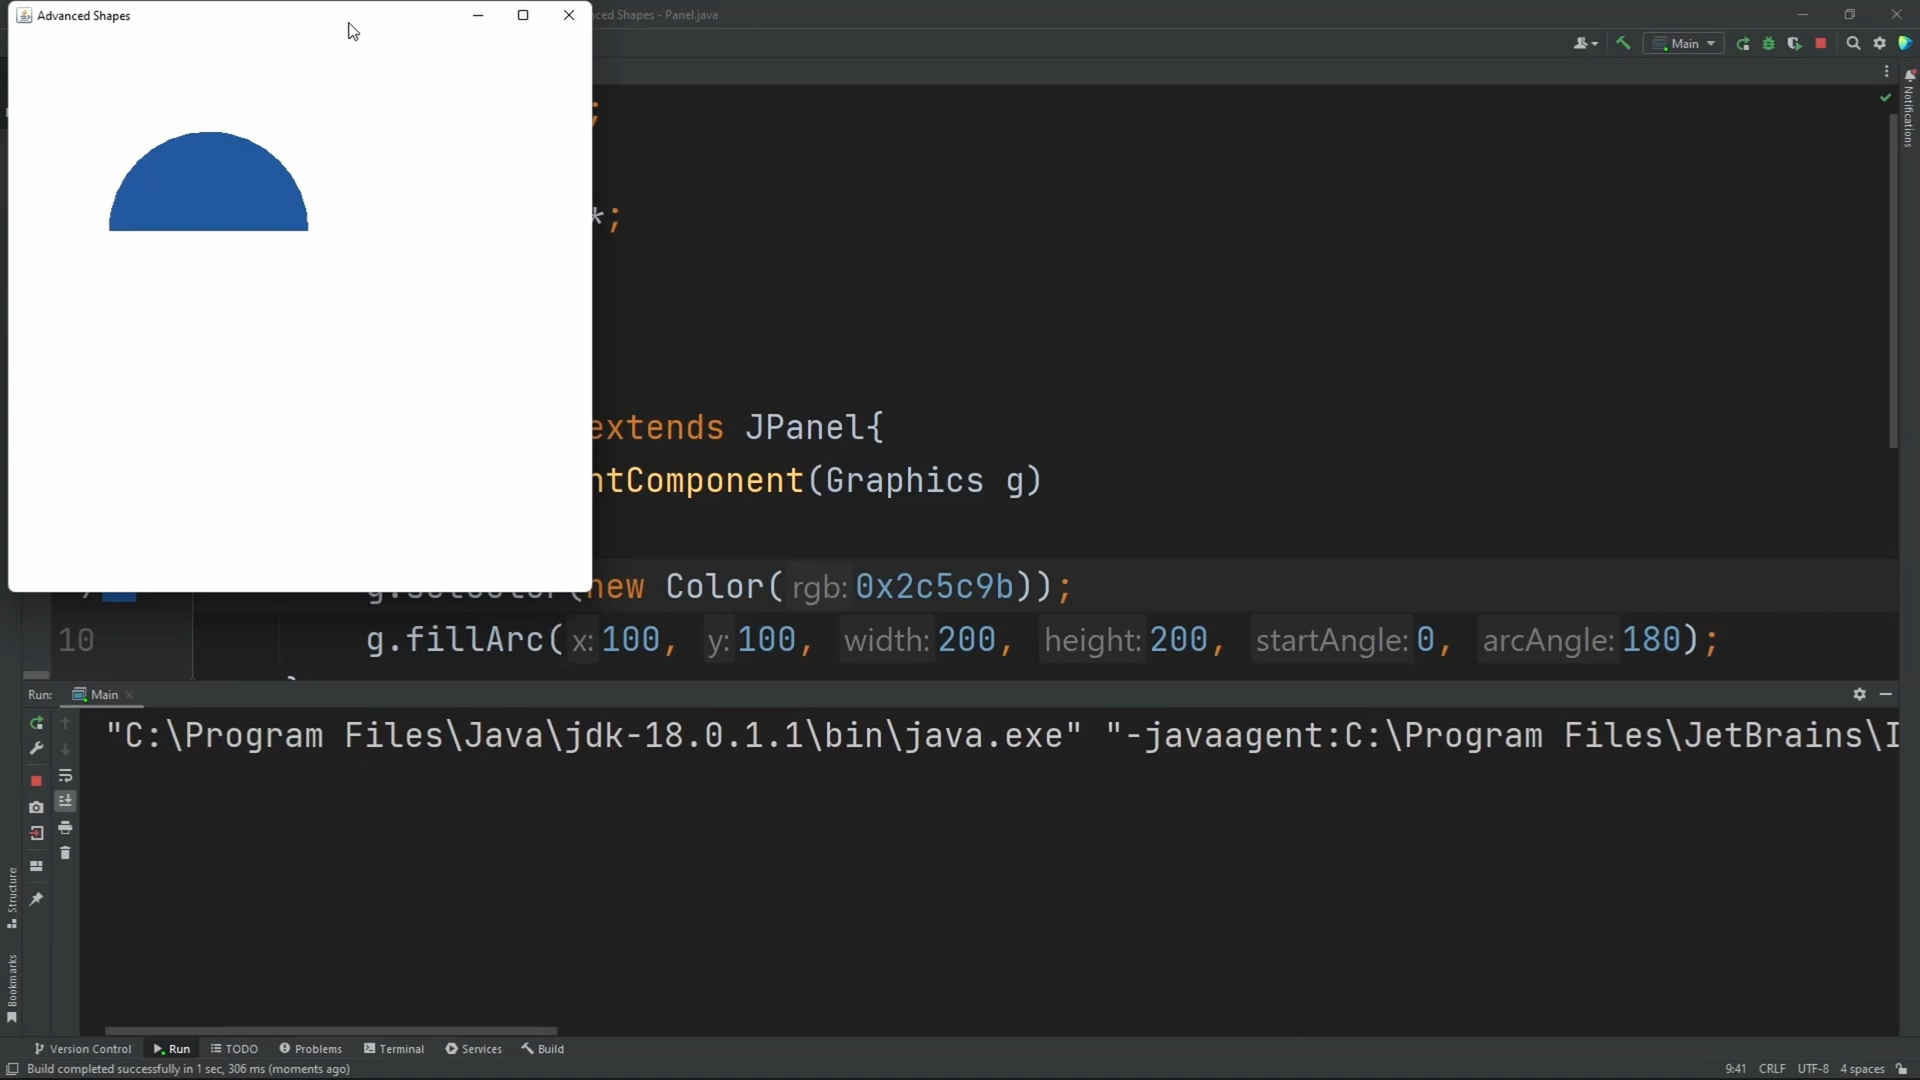 Advanced Shapes
ced Shapes - Panel.java
Main
Notifications
;
*;
extends JPanel{
ntComponent(Graphics g)
new Color( rgb: 0x2c5c9b));
10 g.fillArc( x: 100, y: 100, width: 200, height: 200, startAngle: 0, arcAngle: 180);
Run: Main
"C:\Program Files\Java\jdk-18.0.1.1\bin\java.exe" "-javaagent:C:\Program Files\JetBrains\I
Structure
Bookmarks
Version Control Run TODO Problems Terminal Services Build
Build completed successfully in 1 sec, 306 ms (moments ago) 9:41 CRLF UTF-8 4 spaces